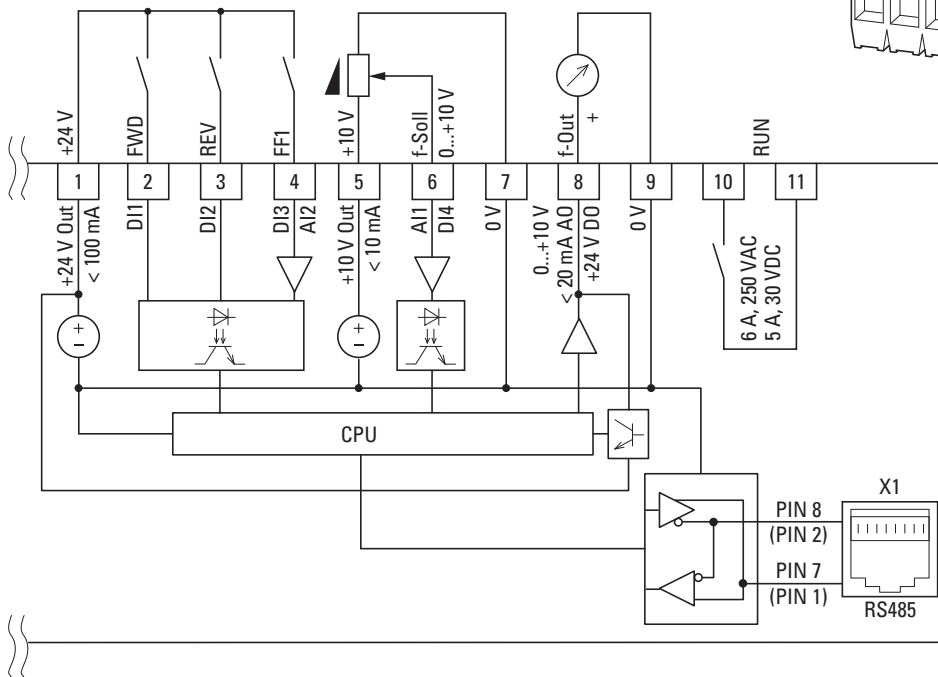 +24 V
FWD
REV
FF1
+10 V
f-Soll
0...+10 V
f-Out
+
RUN
1
2
3
4
5
6
7
8
9
10
11
+24 V Out
< 100 mA
DI1
DI2
DI3
AI2
+10 V Out
< 10 mA
AI1
DI4
0 V
0...+10 V
< 20 mA AO
+24 V DO
0 V
6 A, 250 VAC
5 A, 30 VDC
+
–
+
–
CPU
X1
PIN 8
(PIN 2)
PIN 7
(PIN 1)
RS485